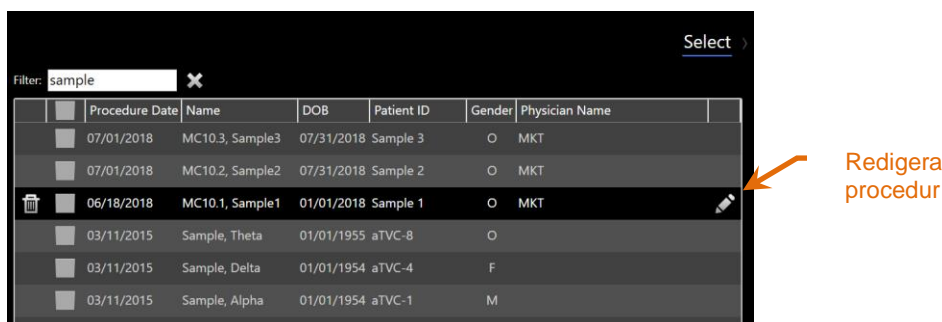 Select
Filter: sample
Procedure Date Name DOB Patient ID Gender Physician Name
07/01/2018 MC10.3, Sample3 07/31/2018 Sample 3 O MKT
07/01/2018 MC10.2, Sample2 07/31/2018 Sample 2 O MKT
06/18/2018 MC10.1, Sample1 01/01/2018 Sample 1 O MKT
03/11/2015 Sample, Theta 01/01/1955 aTVC-8 O
03/11/2015 Sample, Delta 01/01/1954 aTVC-4 F
03/11/2015 Sample, Alpha 01/01/1954 aTVC-1 M
Redigera
procedur